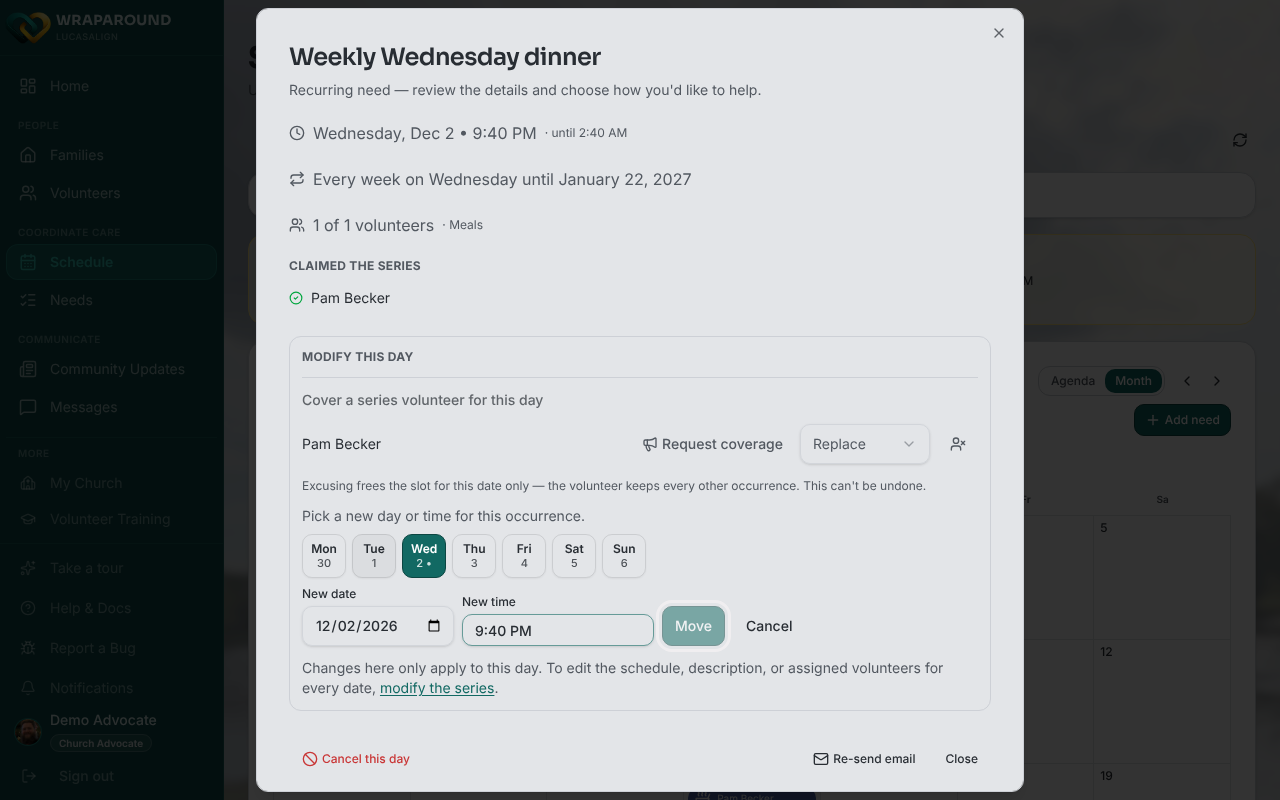 WRAPAROUND
LUCASALION
Home
PEOPLE
Families
Volunteers
COORDINATE CARE
Schedule
Needs
COMMUNICATE
Community Updates
Messages
MORE
My Church
Volunteer Training
Take a tour
Help & Docs
Report a Bug
Notifications
Demo Advocate
Church Advocate
Sign out
Weekly Wednesday dinner
Recurring need — review the details and choose how you'd like to help.
Wednesday, Dec 2 • 9:40 PM · until 2:40 AM
Every week on Wednesday until January 22, 2027
1 of 1 volunteers · Meals
CLAIMED THE SERIES
Pam Becker
MODIFY THIS DAY
Cover a series volunteer for this day
Pam Becker Request coverage Replace
Excusing frees the slot for this date only — the volunteer keeps every other occurrence. This can't be undone.
Pick a new day or time for this occurrence.
Mon Tue Wed Thu Fri Sat Sun
30 1 2 • 3 4 5 6
New date New time
12/02/2026 9:40 PM Move Cancel
Changes here only apply to this day. To edit the schedule, description, or assigned volunteers for
every date, modify the series.
Cancel this day Re-send email Close
Agenda Month
Add need
Sa
5
12
19
Pam Becker